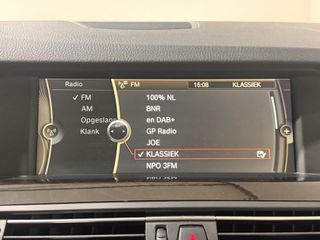 Radio
FM
16:08
KLASSIEK
FM
AM
Opgeslag
Klank
100% NL
BNR
en DAB+
GP Radio
JOE
KLASSIEK
NPO 3FM